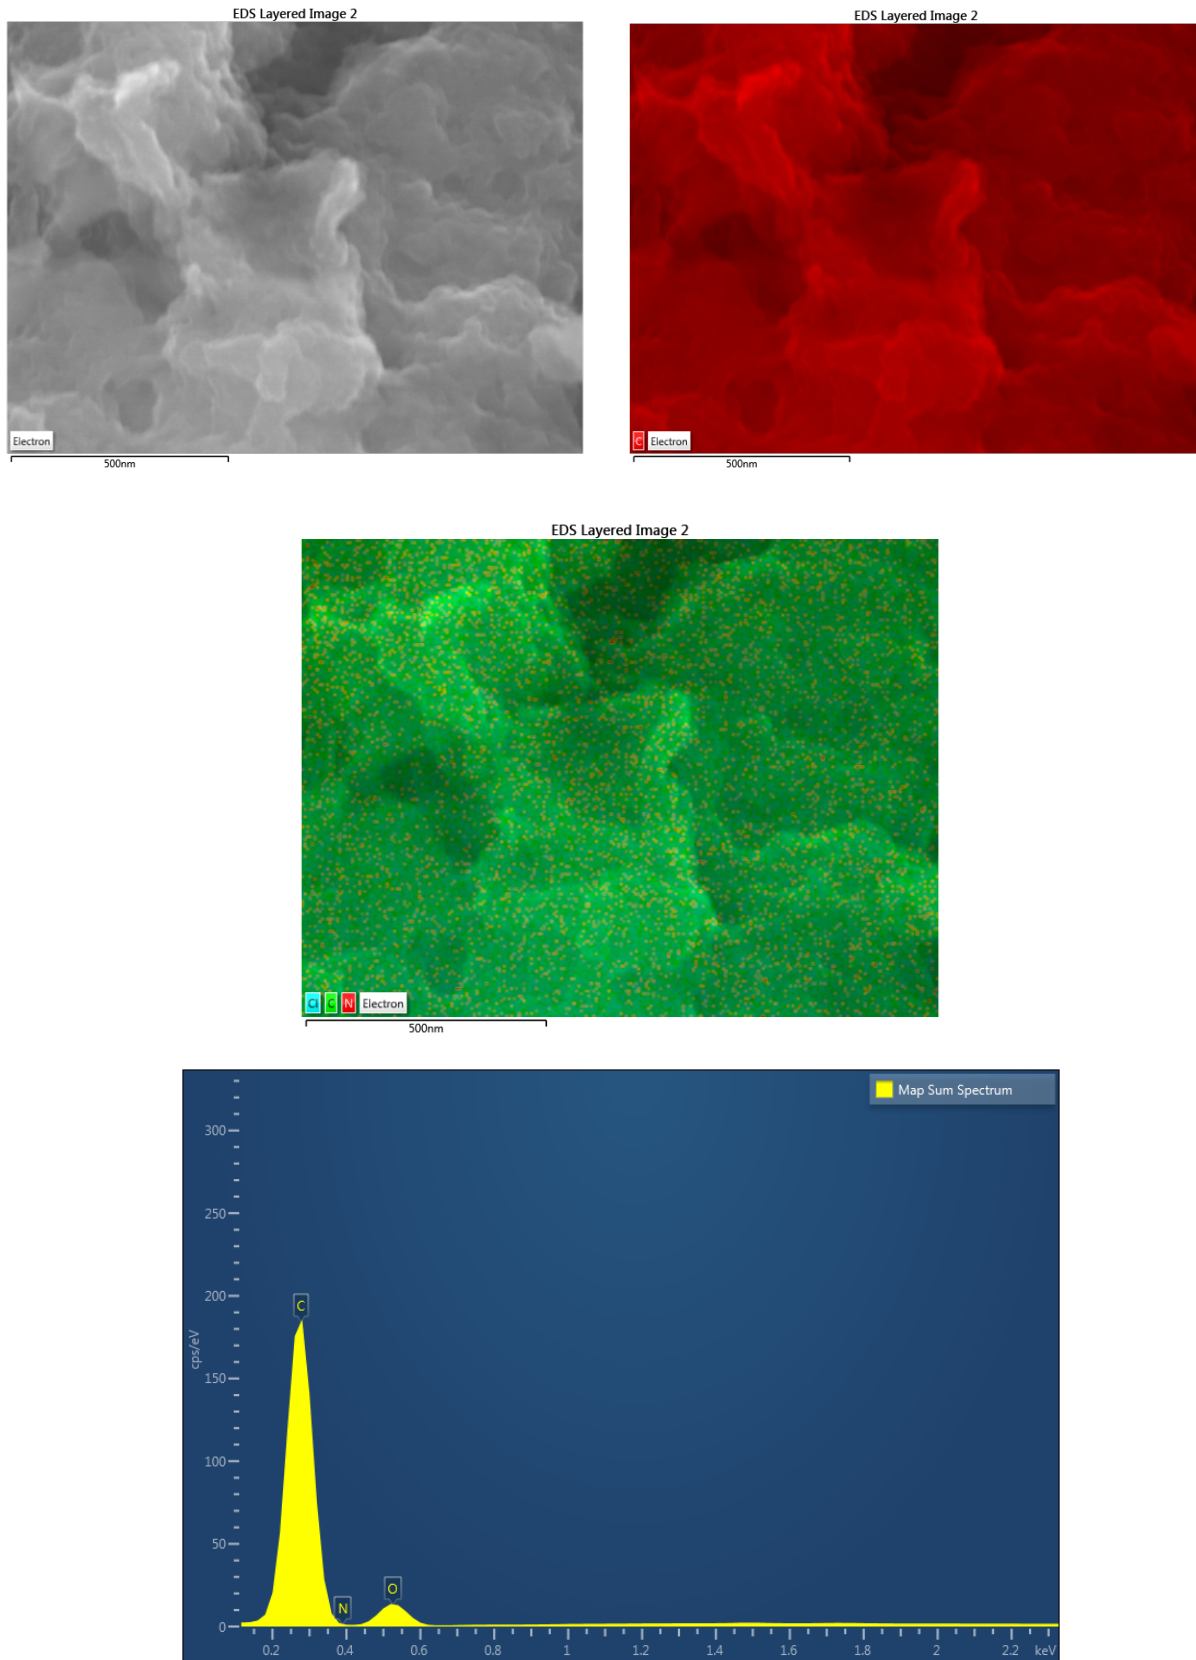 EDS Layered Image 2
Electron
500nm
EDS Layered Image 2
C Electron
500nm
EDS Layered Image 2
Cl C N Electron
500nm
Map Sum Spectrum
300
250
200
150
100
50
0
cps/eV
C
N
O
0.2 0.4 0.6 0.8 1 1.2 1.4 1.6 1.8 2 2.2 keV